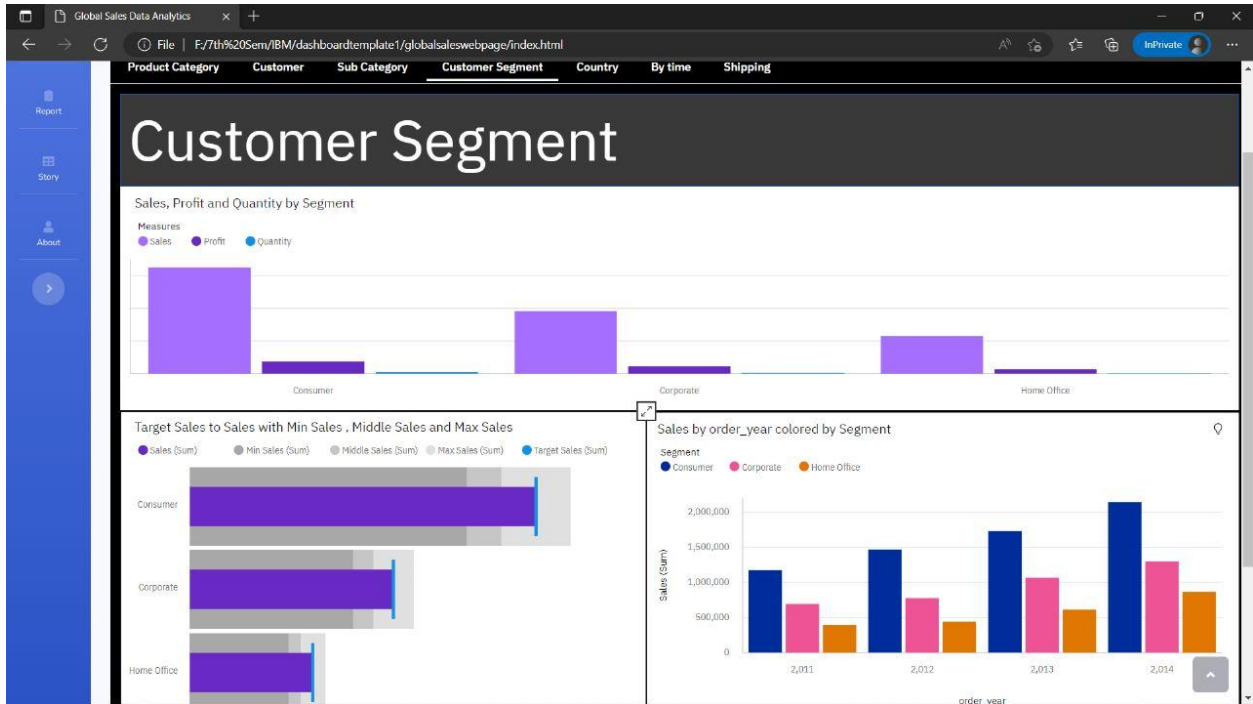 Global Sales Data Analytics
File | F:/7th%20Sem/IBM/dashboardtemplate1/globalsaleswebpage/index.html
InPrivate
Product Category Customer Sub Category Customer Segment Country By time Shipping
Report
Story
About
Customer Segment
Sales, Profit and Quantity by Segment
Measures
Sales Profit Quantity
Consumer Corporate Home Office
Target Sales to Sales with Min Sales , Middle Sales and Max Sales
Sales (Sum) Min Sales (Sum) Middle Sales (Sum) Max Sales (Sum) Target Sales (Sum)
Consumer
Corporate
Home Office
Sales by order_year colored by Segment
Segment
Consumer Corporate Home Office
Sales (Sum)
2,000,000
1,500,000
1,000,000
500,000
0
2,011 2,012 2,013 2,014
order_year